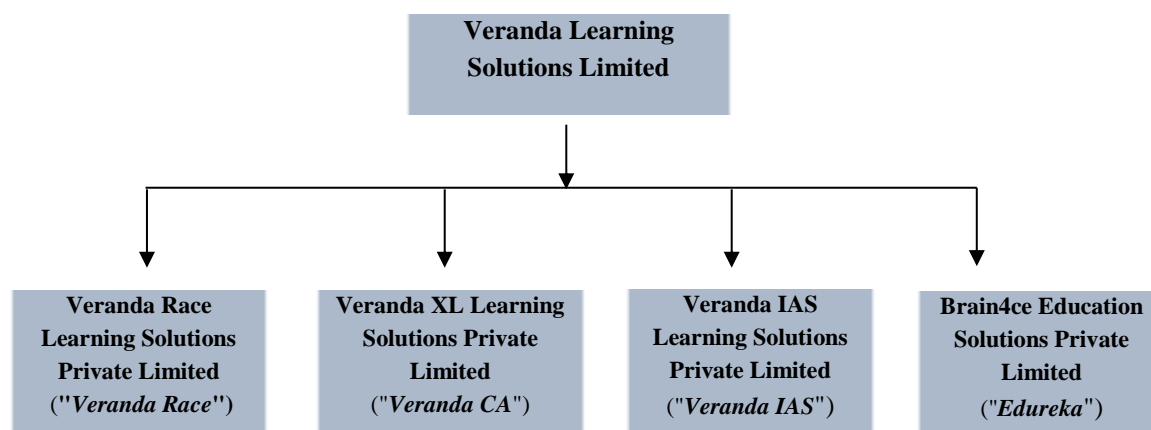 Veranda Learning
Solutions Limited
Veranda Race
Learning Solutions
Private Limited
("Veranda Race")
Veranda XL Learning
Solutions Private
Limited
("Veranda CA")
Veranda IAS
Learning Solutions
Private Limited
("Veranda IAS")
Brain4ce Education
Solutions Private
Limited
("Edureka")